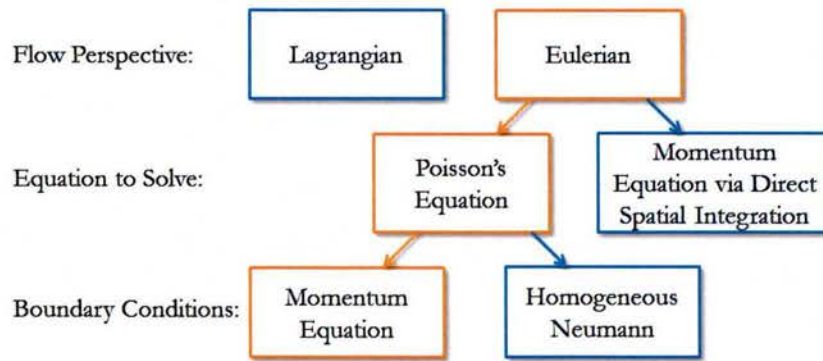 Flow Perspective:
Lagrangian
Eulerian
Equation to Solve:
Poisson's
Equation
Momentum
Equation via Direct
Spatial Integration
Boundary Conditions:
Momentum
Equation
Homogeneous
Neumann